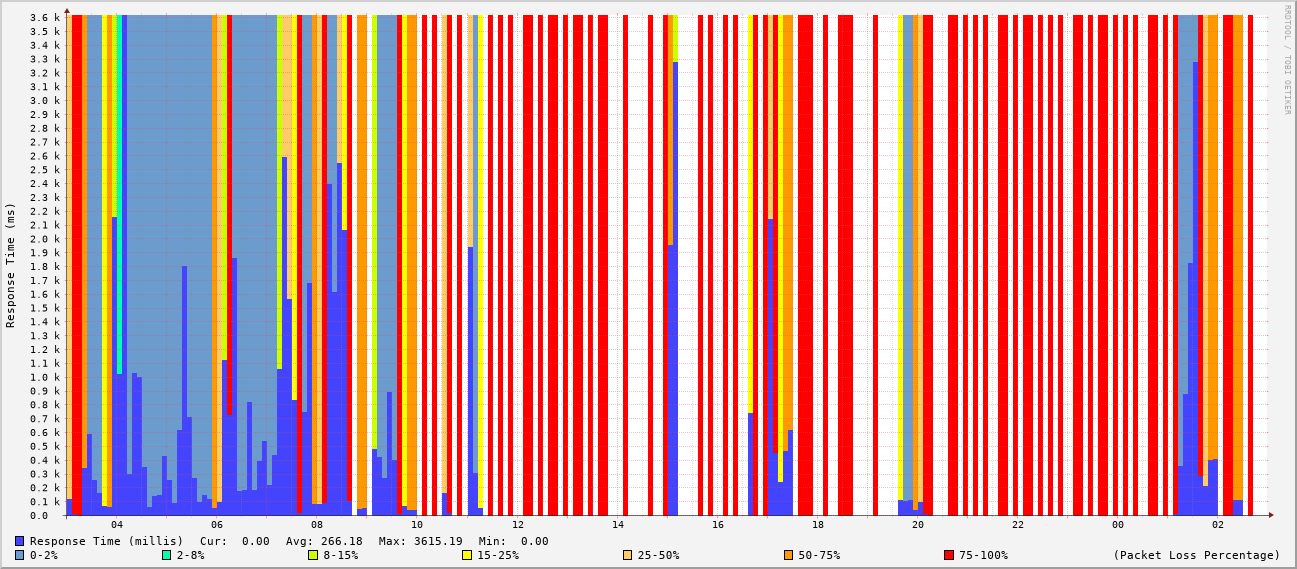 RRDTOOL / TOBI OETIKER
Response Time (ms)
3.6 k
3.5 k
3.4 k
3.3 k
3.2 k
3.1 k
3.0 k
2.9 k
2.8 k
2.7 k
2.6 k
2.5 k
2.4 k
2.3 k
2.2 k
2.1 k
2.0 k
1.9 k
1.8 k
1.7 k
1.6 k
1.5 k
1.4 k
1.3 k
1.2 k
1.1 k
1.0 k
0.9 k
0.8 k
0.7 k
0.6 k
0.5 k
0.4 k
0.3 k
0.2 k
0.1 k
0.0
04 06 08 10 12 14 16 18 20 22 00 02
Response Time (millis) Cur: 0.00 Avg: 266.18 Max: 3615.19 Min: 0.00
0-2% 2-8% 8-15% 15-25% 25-50% 50-75% 75-100% (Packet Loss Percentage)